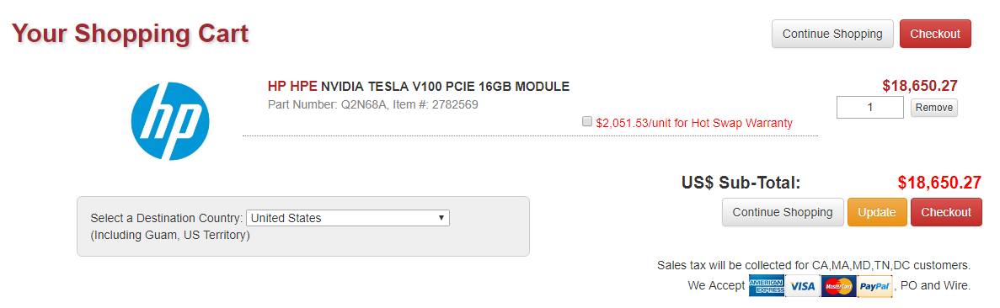 Your Shopping Cart
Continue Shopping
Checkout
hp
HP HPE NVIDIA TESLA V100 PCIE 16GB MODULE
$18,650.27
Part Number: Q2N68A, Item #: 2782569
1
Remove
$2,051.53/unit for Hot Swap Warranty
US$ Sub-Total:
$18,650.27
Continue Shopping
Update
Checkout
Select a Destination Country: United States
(Including Guam, US Territory)
Sales tax will be collected for CA,MA,MD,TN,DC customers.
We Accept AMERICAN EXPRESS VISA MasterCard PayPal , PO and Wire.